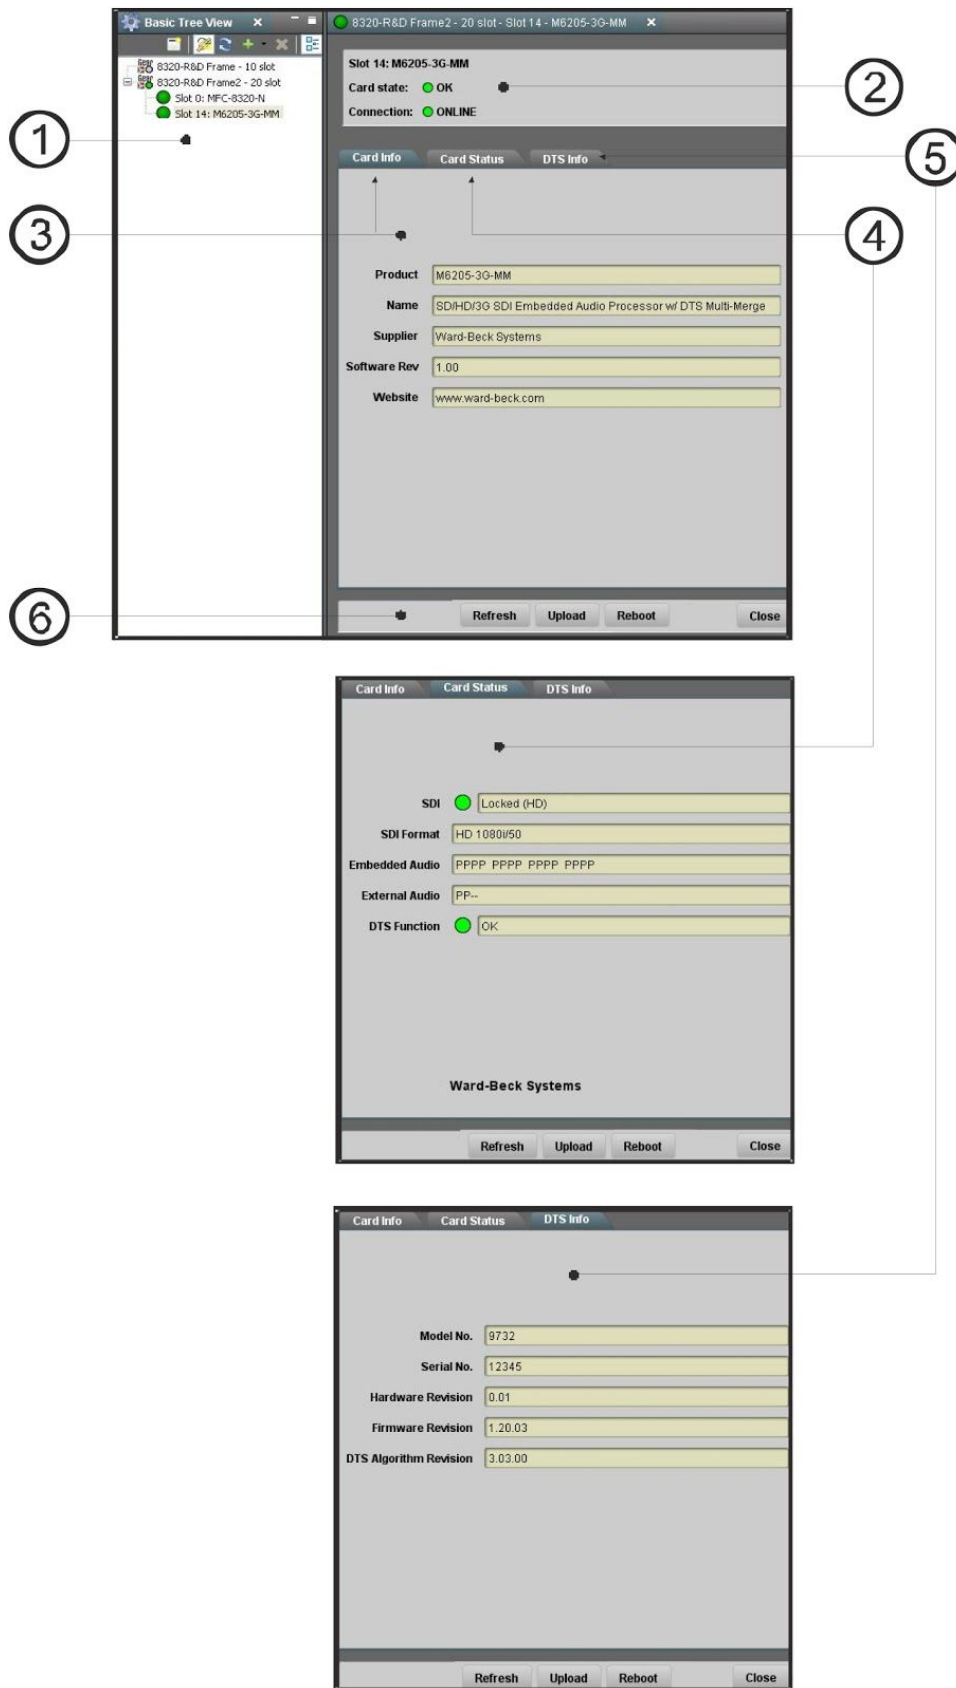 Basic Tree View
8320-R&D Frame2 - 20 slot - Slot 14 - M6205-3G-MM
8320-R&D Frame - 10 slot
8320-R&D Frame2 - 20 slot
Slot 0: MFC-8320-N
Slot 14: M6205-3G-MM
1
Slot 14: M6205-3G-MM
Card state: OK
Connection: ONLINE
2
Card Info Card Status DTS Info
5
3
4
Product M6205-3G-MM
Name SD/HD/3G SDI Embedded Audio Processor w/ DTS Multi-Merge
Supplier Ward-Beck Systems
Software Rev 1.00
Website www.ward-beck.com
6
Refresh Upload Reboot Close
Card Info Card Status DTS Info
SDI Locked (HD)
SDI Format HD 1080i/50
Embedded Audio PPPP PPPP PPPP PPPP
External Audio PP--
DTS Function OK
Ward-Beck Systems
Refresh Upload Reboot Close
Card Info Card Status DTS Info
Model No. 9732
Serial No. 12345
Hardware Revision 0.01
Firmware Revision 1.20.03
DTS Algorithm Revision 3.03.00
Refresh Upload Reboot Close